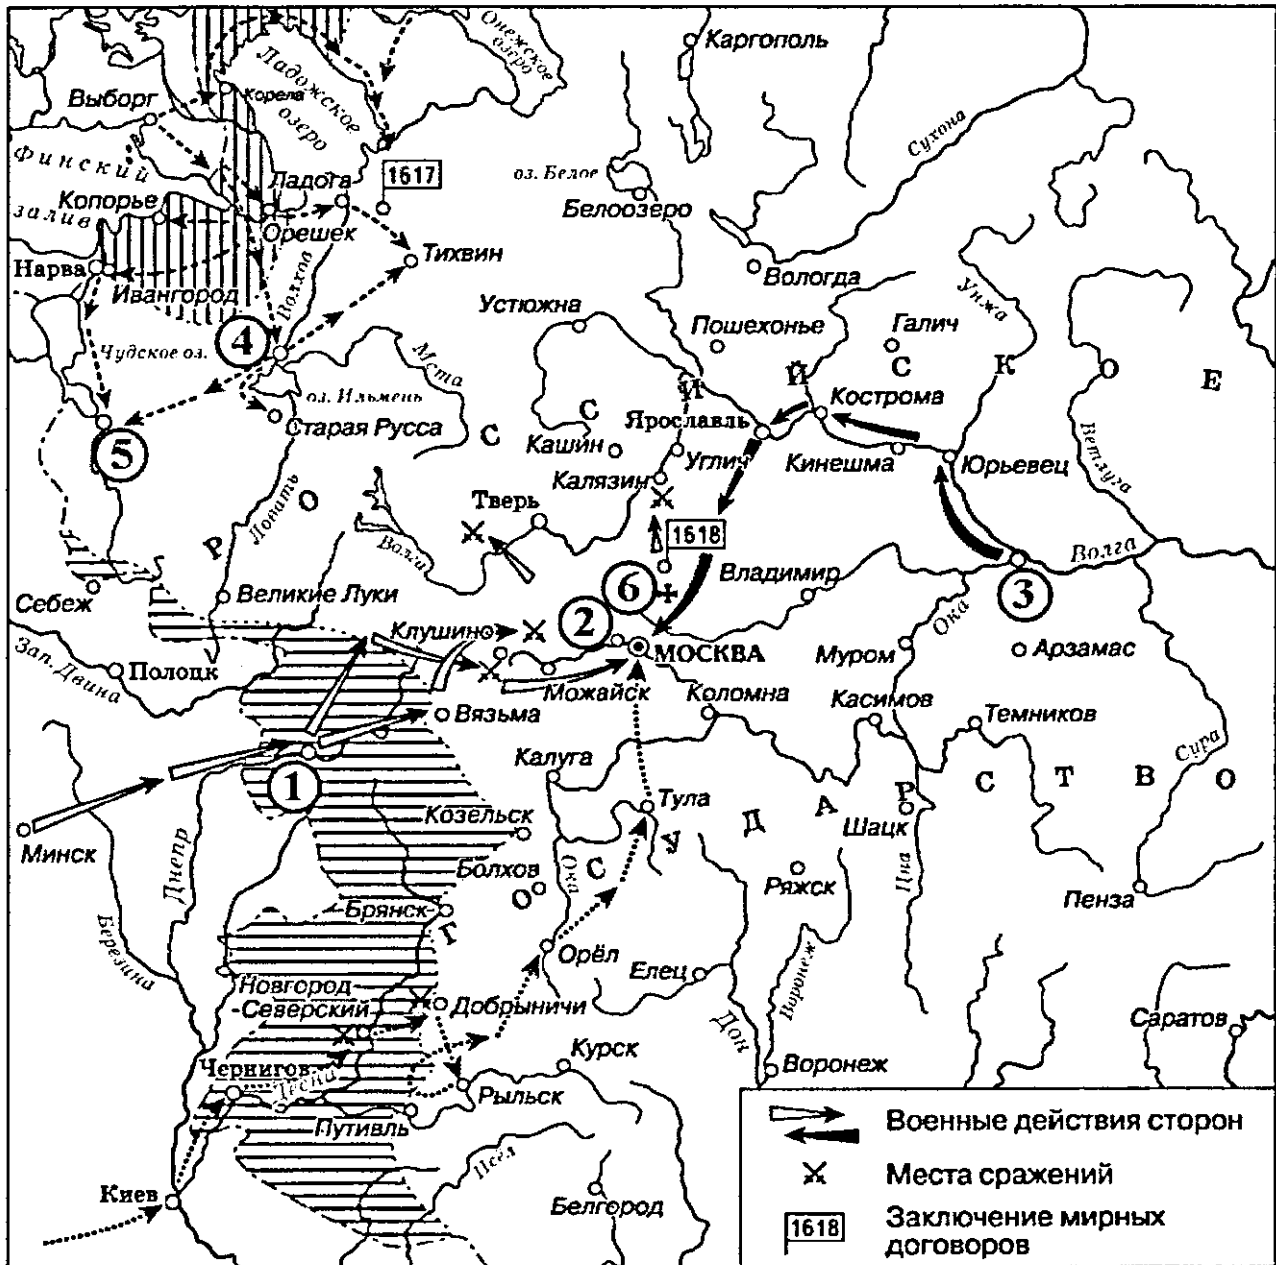 Каргополь
Онежское
озеро
Ладожское
озеро
Корела
Выборг
Финский
залив
Сухона
1617
оз. Белое
Белоозеро
Ладога
Копорье
Орешек
Тихвин
Нарва
Ивангород
Волхов
Вологда
Унжа
Устюжна
Пошехонье
Галич
4
Чудское оз.
Мста
оз. Ильмень
Старая Русса
5
Кострома
Ярославль
Кашин
Углич
Кинешма
Юрьевец
Ветлуга
Калязин
Тверь
Ловать
Волга
1618
Волга
Владимир
6
3
Себеж
Великие Луки
Клушино
2
МОСКВА
Ока
Муром
Арзамас
Зап. Двина
Полоцк
Можайск
Коломна
Касимов
Темников
Вязьма
Калуга
Сура
1
Тула
Козельск
Шацк
Минск
Днепр
Болхов
Ока
Ряжск
Цна
Пенза
Брянск
Березина
Орёл
Елец
Воронеж
Новгород
-Северский
Добрыничи
Дон
Саратов
Курск
Воронеж
Чернигов
Десна
Рыльск
Путивль
Псёл
Киев
Белгород
Р О С С И Й С К О Е
Г О С У Д А Р С Т В О
Военные действия сторон
Места сражений
1618
Заключение мирных
договоров